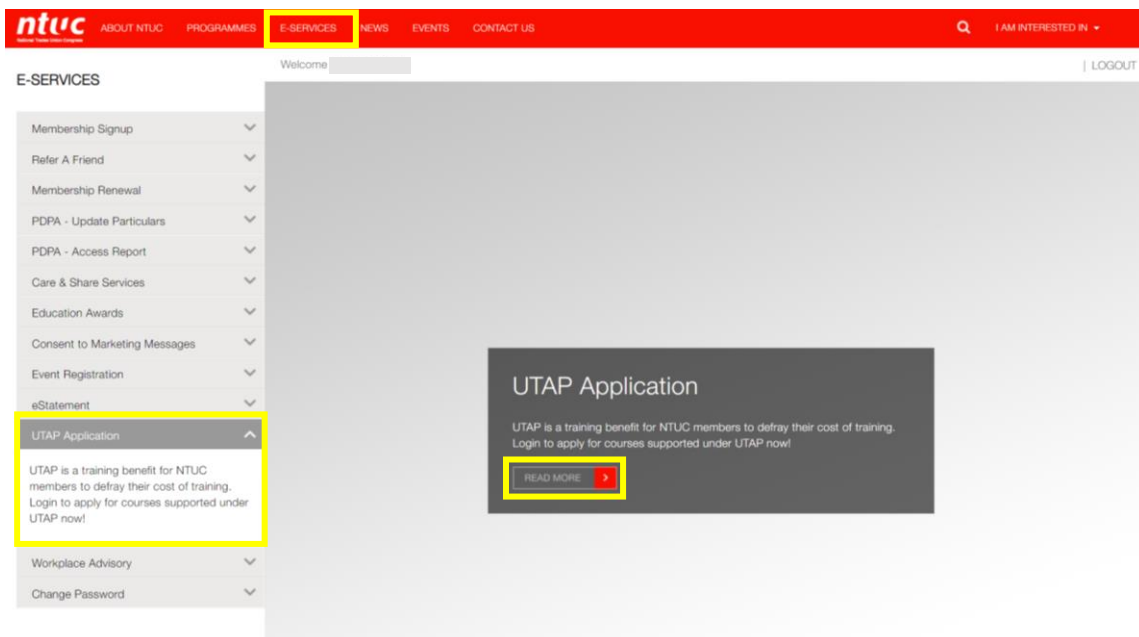 ntuc ABOUT NTUC PROGRAMMES E-SERVICES NEWS EVENTS CONTACT US I AM INTERESTED IN
National Trades Union Congress
Welcome | LOGOUT
E-SERVICES
Membership Signup
Refer A Friend
Membership Renewal
PDPA - Update Particulars
PDPA - Access Report
Care & Share Services
Education Awards
Consent to Marketing Messages
Event Registration
eStatement
UTAP Application
UTAP is a training benefit for NTUC
members to defray their cost of training.
Login to apply for courses supported under
UTAP now!
Workplace Advisory
Change Password
UTAP Application
UTAP is a training benefit for NTUC members to defray their cost of training.
Login to apply for courses supported under UTAP now!
READ MORE >